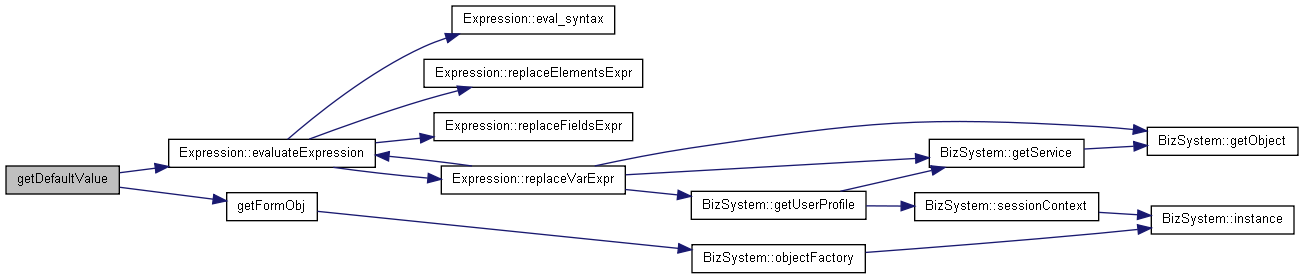 Expression::eval_syntax
Expression::replaceElementsExpr
Expression::replaceFieldsExpr
BizSystem::getObject
Expression::evaluateExpression
BizSystem::getService
getDefaultValue
Expression::replaceVarExpr
getFormObj
BizSystem::getUserProfile
BizSystem::sessionContext
BizSystem::instance
BizSystem::objectFactory